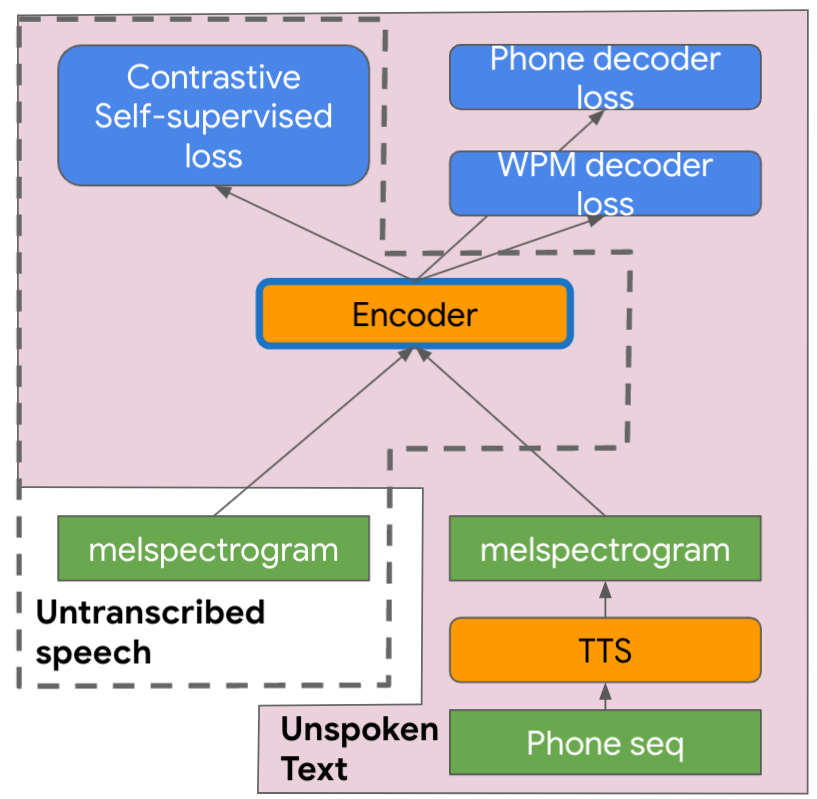 Contrastive
Self-supervised
loss
Phone decoder
loss
WPM decoder
loss
Encoder
melspectrogram
melspectrogram
Untranscribed
speech
TTS
Unspoken
Text
Phone seq